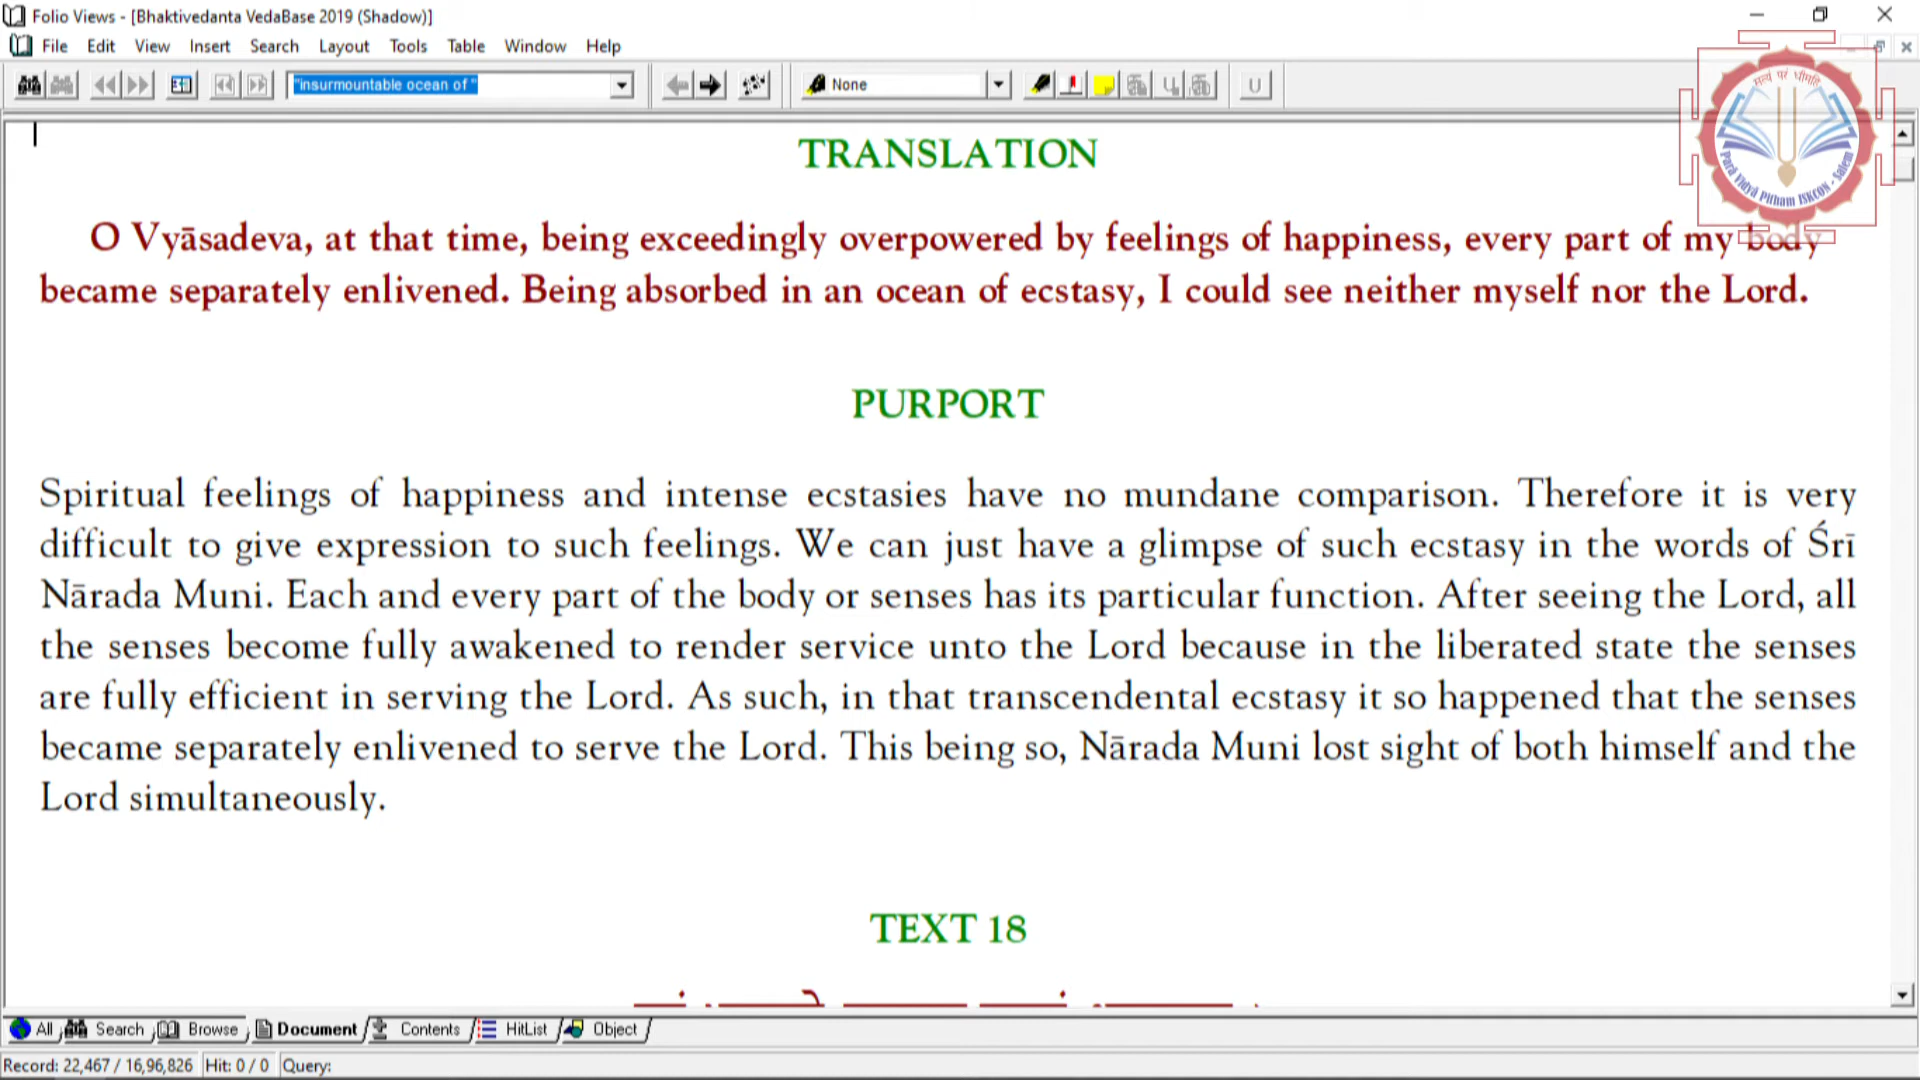 Folio Views - [Bhaktivedanta VedaBase 2019 (Shadow)]
File Edit View Insert Search Layout Tools Table Window Help
"insurmountable ocean of " None U
सत्यं परं धीमहि
Parā Vidyā Pīṭham ISKCON - Salem
TRANSLATION
O Vyāsadeva, at that time, being exceedingly overpowered by feelings of happiness, every part of my body
became separately enlivened. Being absorbed in an ocean of ecstasy, I could see neither myself nor the Lord.
PURPORT
Spiritual feelings of happiness and intense ecstasies have no mundane comparison. Therefore it is very
difficult to give expression to such feelings. We can just have a glimpse of such ecstasy in the words of Śrī
Nārada Muni. Each and every part of the body or senses has its particular function. After seeing the Lord, all
the senses become fully awakened to render service unto the Lord because in the liberated state the senses
are fully efficient in serving the Lord. As such, in that transcendental ecstasy it so happened that the senses
became separately enlivened to serve the Lord. This being so, Nārada Muni lost sight of both himself and the
Lord simultaneously.
TEXT 18
All Search Browse Document Contents HitList Object
Record: 22,467 / 16,96,826 Hit: 0 / 0 Query: